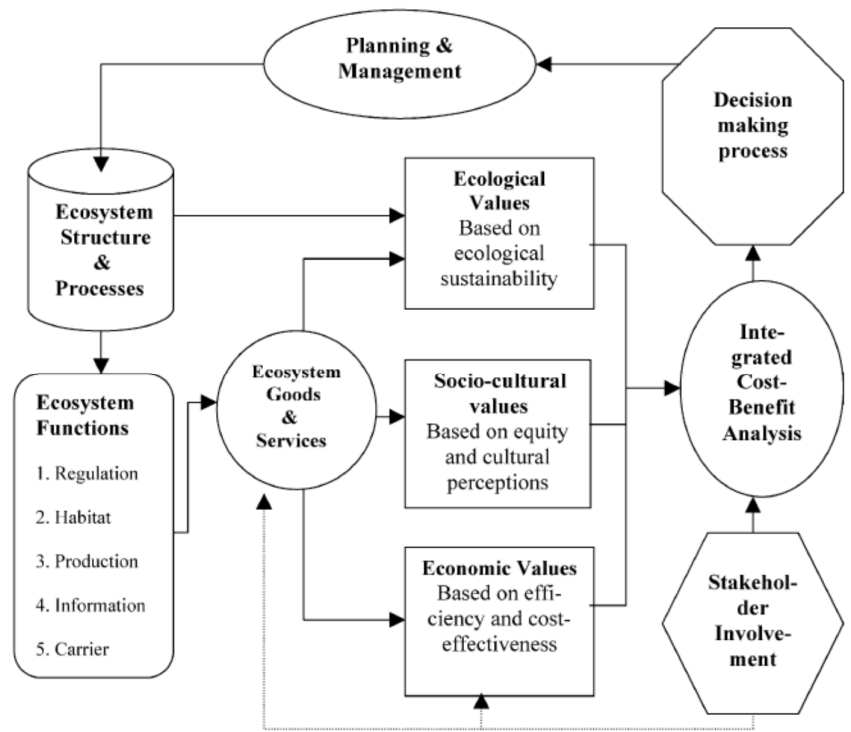 Planning &
Management
Decision
making
process
Ecosystem
Structure
&
Processes
Ecological
Values
Based on
ecological
sustainability
Ecosystem
Functions
1. Regulation
2. Habitat
3. Production
4. Information
5. Carrier
Ecosystem
Goods
&
Services
Socio-cultural
values
Based on equity
and cultural
perceptions
Economic Values
Based on effi-
ciency and cost-
effectiveness
Inte-
grated
Cost-
Benefit
Analysis
Stakehol-
der
Involve-
ment